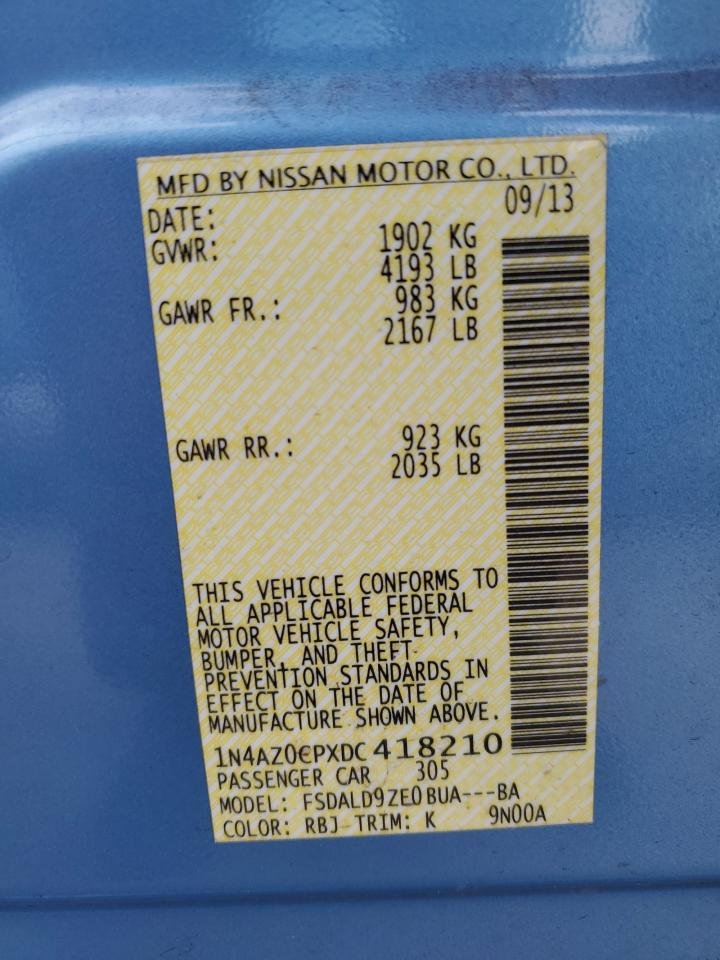 MFD BY NISSAN MOTOR CO., LTD.
DATE: 09/13
GVWR: 1902 KG
4193 LB
GAWR FR.: 983 KG
2167 LB
GAWR RR.: 923 KG
2035 LB
THIS VEHICLE CONFORMS TO
ALL APPLICABLE FEDERAL
MOTOR VEHICLE SAFETY,
BUMPER, AND THEFT
PREVENTION STANDARDS IN
EFFECT ON THE DATE OF
MANUFACTURE SHOWN ABOVE.
1N4AZ0CPXDC418210
PASSENGER CAR 305
MODEL: FSDALD9ZE0BUA---BA
COLOR: RBJ TRIM: K 9N00A